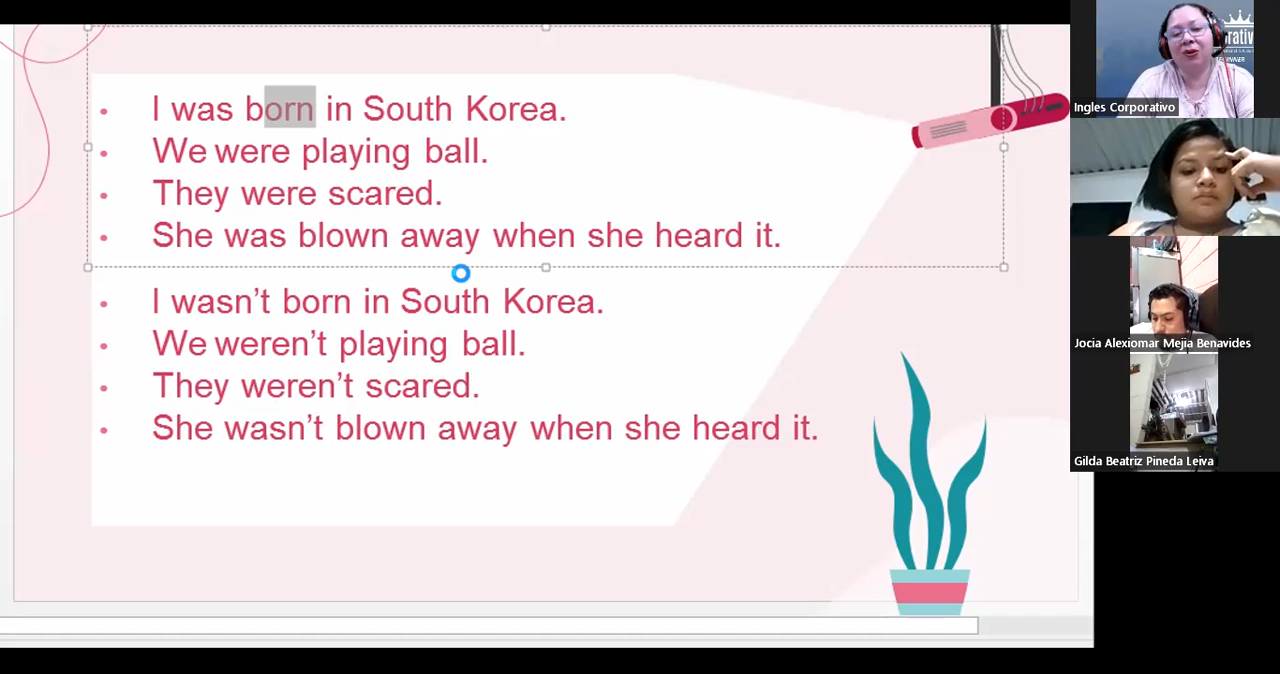 • I was born in South Korea.
• We were playing ball.
• They were scared.
• She was blown away when she heard it.
• I wasn't born in South Korea.
• We weren't playing ball.
• They weren't scared.
• She wasn't blown away when she heard it.
Ingles Corporativo
Jocia Alexiomar Mejia Benavides
Gilda Beatriz Pineda Leiva